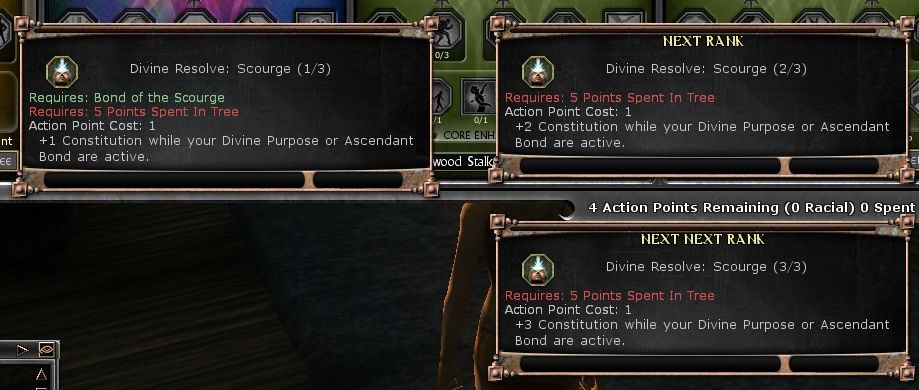 0/3
Divine Resolve: Scourge (1/3)
Requires: Bond of the Scourge
Requires: 5 Points Spent In Tree
Action Point Cost: 1
+1 Constitution while your Divine Purpose or Ascendant
Bond are active.
NEXT RANK
Divine Resolve: Scourge (2/3)
Requires: 5 Points Spent In Tree
Action Point Cost: 1
+2 Constitution while your Divine Purpose or Ascendant
Bond are active.
nt
EE
/1
0/1
CORE ENH
wood Stalk
4 Action Points Remaining (0 Racial) 0 Spent
NEXT NEXT RANK
Divine Resolve: Scourge (3/3)
Requires: 5 Points Spent In Tree
Action Point Cost: 1
+3 Constitution while your Divine Purpose or Ascendant
Bond are active.